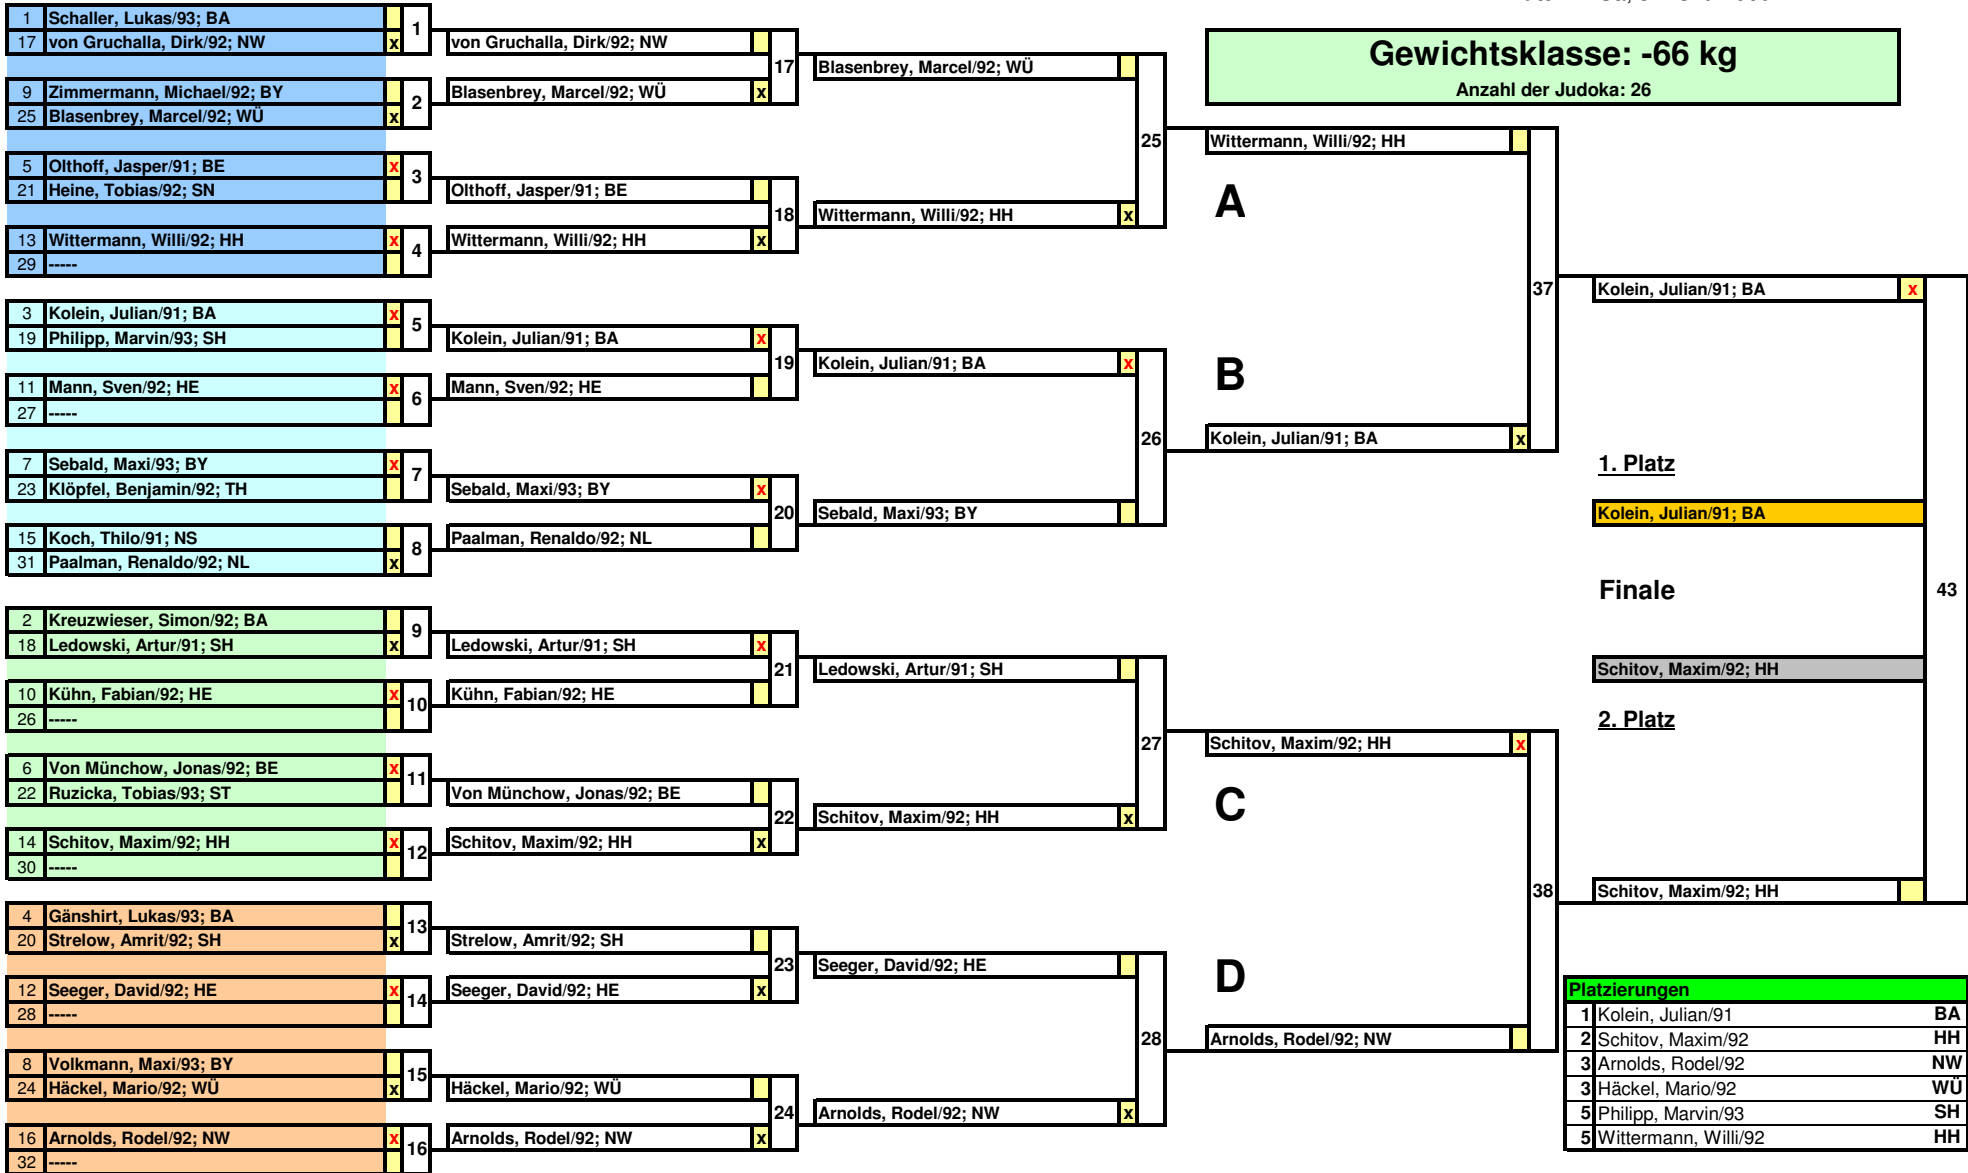 Gewichtsklasse: -66 kg
Anzahl der Judoka: 26
1 Schaller, Lukas/93; BA
17 von Gruchalla, Dirk/92; NW x
1
9 Zimmermann, Michael/92; BY
25 Blasenbrey, Marcel/92; WÜ x
2
5 Olthoff, Jasper/91; BE x
21 Heine, Tobias/92; SN
3
13 Wittermann, Willi/92; HH x
29 -----
4
3 Kolein, Julian/91; BA x
19 Philipp, Marvin/93; SH
5
11 Mann, Sven/92; HE x
27 -----
6
7 Sebald, Maxi/93; BY x
23 Klöpfel, Benjamin/92; TH
7
15 Koch, Thilo/91; NS
31 Paalman, Renaldo/92; NL x
8
2 Kreuzwieser, Simon/92; BA
18 Ledowski, Artur/91; SH x
9
10 Kühn, Fabian/92; HE x
26 -----
10
6 Von Münchow, Jonas/92; BE x
22 Ruzicka, Tobias/93; ST
11
14 Schitov, Maxim/92; HH x
30 -----
12
4 Gänshirt, Lukas/93; BA
20 Strelow, Amrit/92; SH x
13
12 Seeger, David/92; HE x
28 -----
14
8 Volkmann, Maxi/93; BY
24 Häckel, Mario/92; WÜ x
15
16 Arnolds, Rodel/92; NW x
32 -----
16
von Gruchalla, Dirk/92; NW
17
Blasenbrey, Marcel/92; WÜ x
Olthoff, Jasper/91; BE
18
Wittermann, Willi/92; HH x
Kolein, Julian/91; BA x
19
Mann, Sven/92; HE
Sebald, Maxi/93; BY x
20
Paalman, Renaldo/92; NL
Ledowski, Artur/91; SH x
21
Kühn, Fabian/92; HE
Von Münchow, Jonas/92; BE
22
Schitov, Maxim/92; HH x
Strelow, Amrit/92; SH
23
Seeger, David/92; HE x
Häckel, Mario/92; WÜ
24
Arnolds, Rodel/92; NW x
Blasenbrey, Marcel/92; WÜ
25
Wittermann, Willi/92; HH x
Kolein, Julian/91; BA x
26
Sebald, Maxi/93; BY
Ledowski, Artur/91; SH
27
Schitov, Maxim/92; HH x
Seeger, David/92; HE
28
Arnolds, Rodel/92; NW x
Wittermann, Willi/92; HH
A
37
B
Kolein, Julian/91; BA x
Schitov, Maxim/92; HH x
C
38
D
Arnolds, Rodel/92; NW
Kolein, Julian/91; BA x
1. Platz
Kolein, Julian/91; BA
Finale
43
Schitov, Maxim/92; HH
2. Platz
Schitov, Maxim/92; HH
Platzierungen
1 Kolein, Julian/91 BA
2 Schitov, Maxim/92 HH
3 Arnolds, Rodel/92 NW
3 Häckel, Mario/92 WÜ
5 Philipp, Marvin/93 SH
5 Wittermann, Willi/92 HH